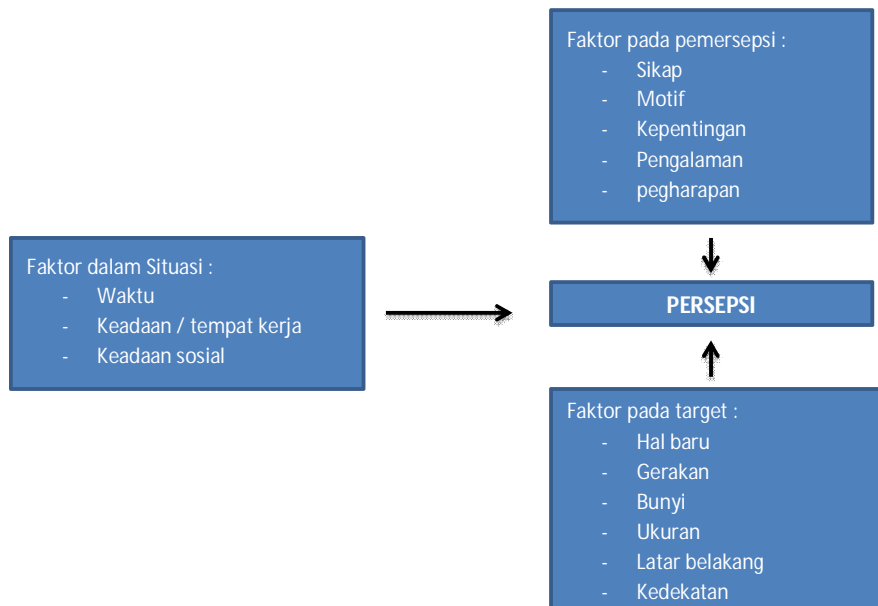 Faktor pada pemersepsi :
- Sikap
- Motif
- Kepentingan
- Pengalaman
- pegharapan
Faktor dalam Situasi :
- Waktu
- Keadaan / tempat kerja
- Keadaan sosial
PERSEPSI
Faktor pada target :
- Hal baru
- Gerakan
- Bunyi
- Ukuran
- Latar belakang
- Kedekatan